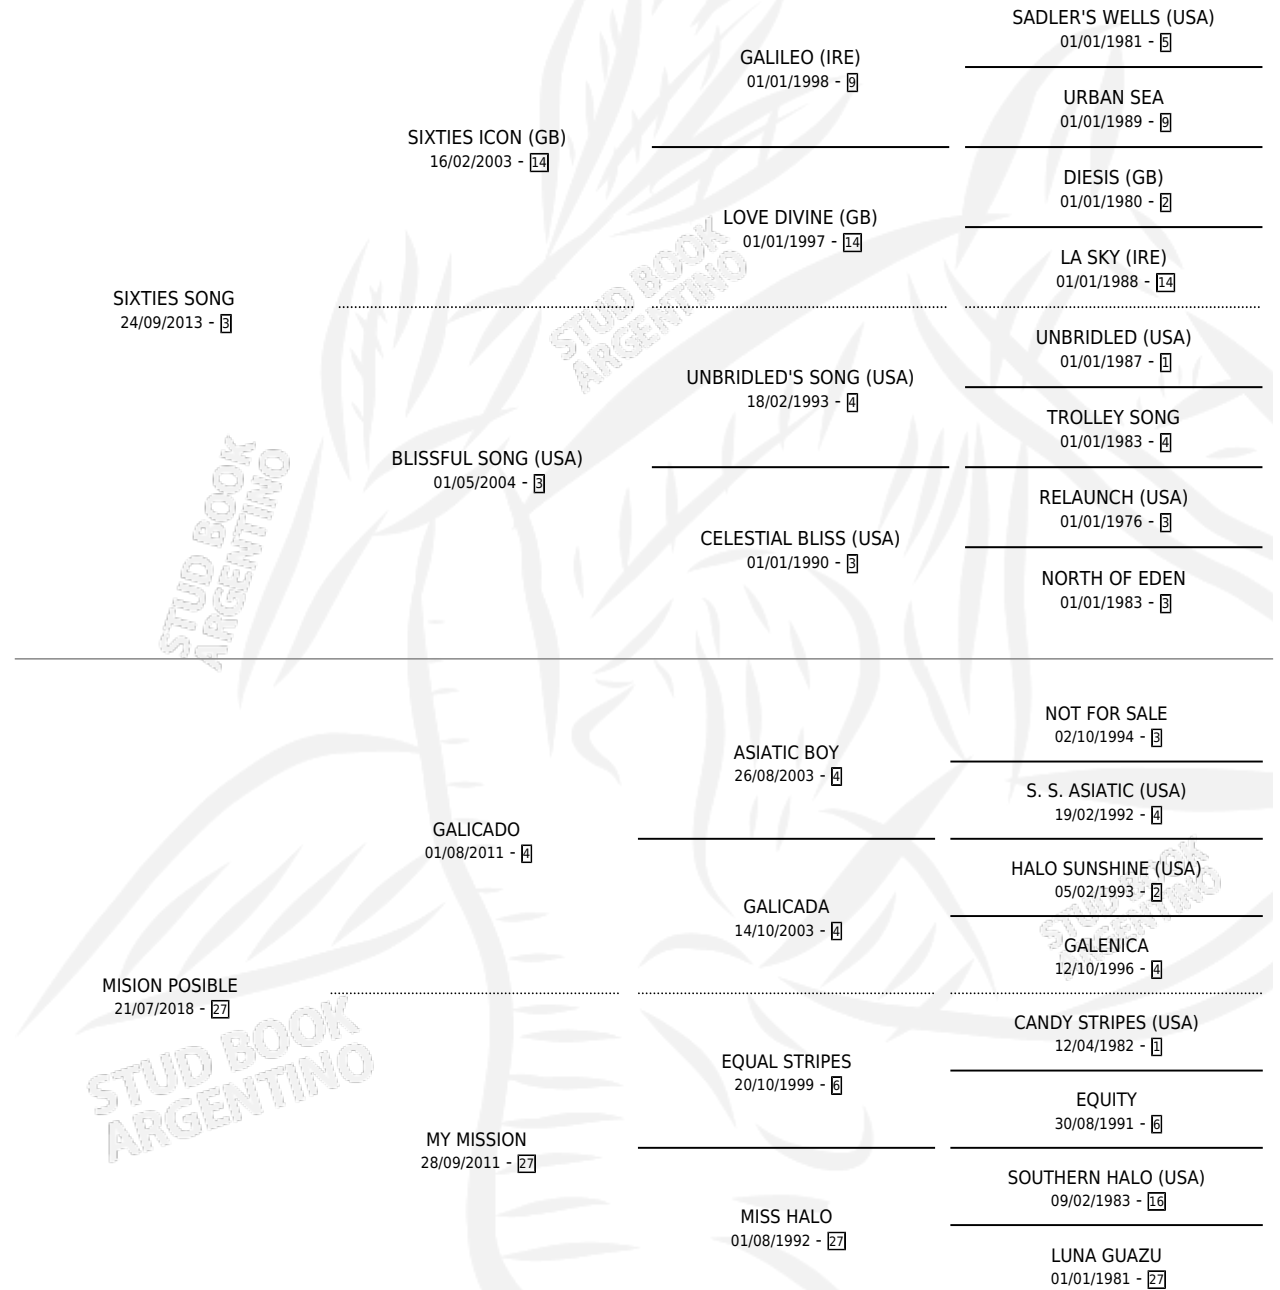 SADLER'S WELLS (USA)
01/01/1981 - 5
GALILEO (IRE)
01/01/1998 - 9
URBAN SEA
01/01/1989 - 9
SIXTIES ICON (GB)
16/02/2003 - 14
DIESIS (GB)
01/01/1980 - 2
LOVE DIVINE (GB)
01/01/1997 - 14
LA SKY (IRE)
01/01/1988 - 14
SIXTIES SONG
24/09/2013 - 3
STUD BOOK
ARGENTINO
UNBRIDLED (USA)
01/01/1987 - 1
UNBRIDLED'S SONG (USA)
18/02/1993 - 4
TROLLEY SONG
01/01/1983 - 4
BLISSFUL SONG (USA)
01/05/2004 - 3
RELAUNCH (USA)
01/01/1976 - 3
CELESTIAL BLISS (USA)
01/01/1990 - 3
NORTH OF EDEN
01/01/1983 - 3
STUD BOOK
ARGENTINO
NOT FOR SALE
02/10/1994 - 3
ASIATIC BOY
26/08/2003 - 4
S. S. ASIATIC (USA)
19/02/1992 - 4
GALICADO
01/08/2011 - 4
HALO SUNSHINE (USA)
05/02/1993 - 2
GALICADA
14/10/2003 - 4
GALENICA
12/10/1996 - 4
STUD BOOK
ARGENTINO
MISION POSIBLE
21/07/2018 - 27
STUD BOOK
ARGENTINO
CANDY STRIPES (USA)
12/04/1982 - 1
EQUAL STRIPES
20/10/1999 - 6
EQUITY
30/08/1991 - 6
MY MISSION
28/09/2011 - 27
SOUTHERN HALO (USA)
09/02/1983 - 16
MISS HALO
01/08/1992 - 27
LUNA GUAZU
01/01/1981 - 27